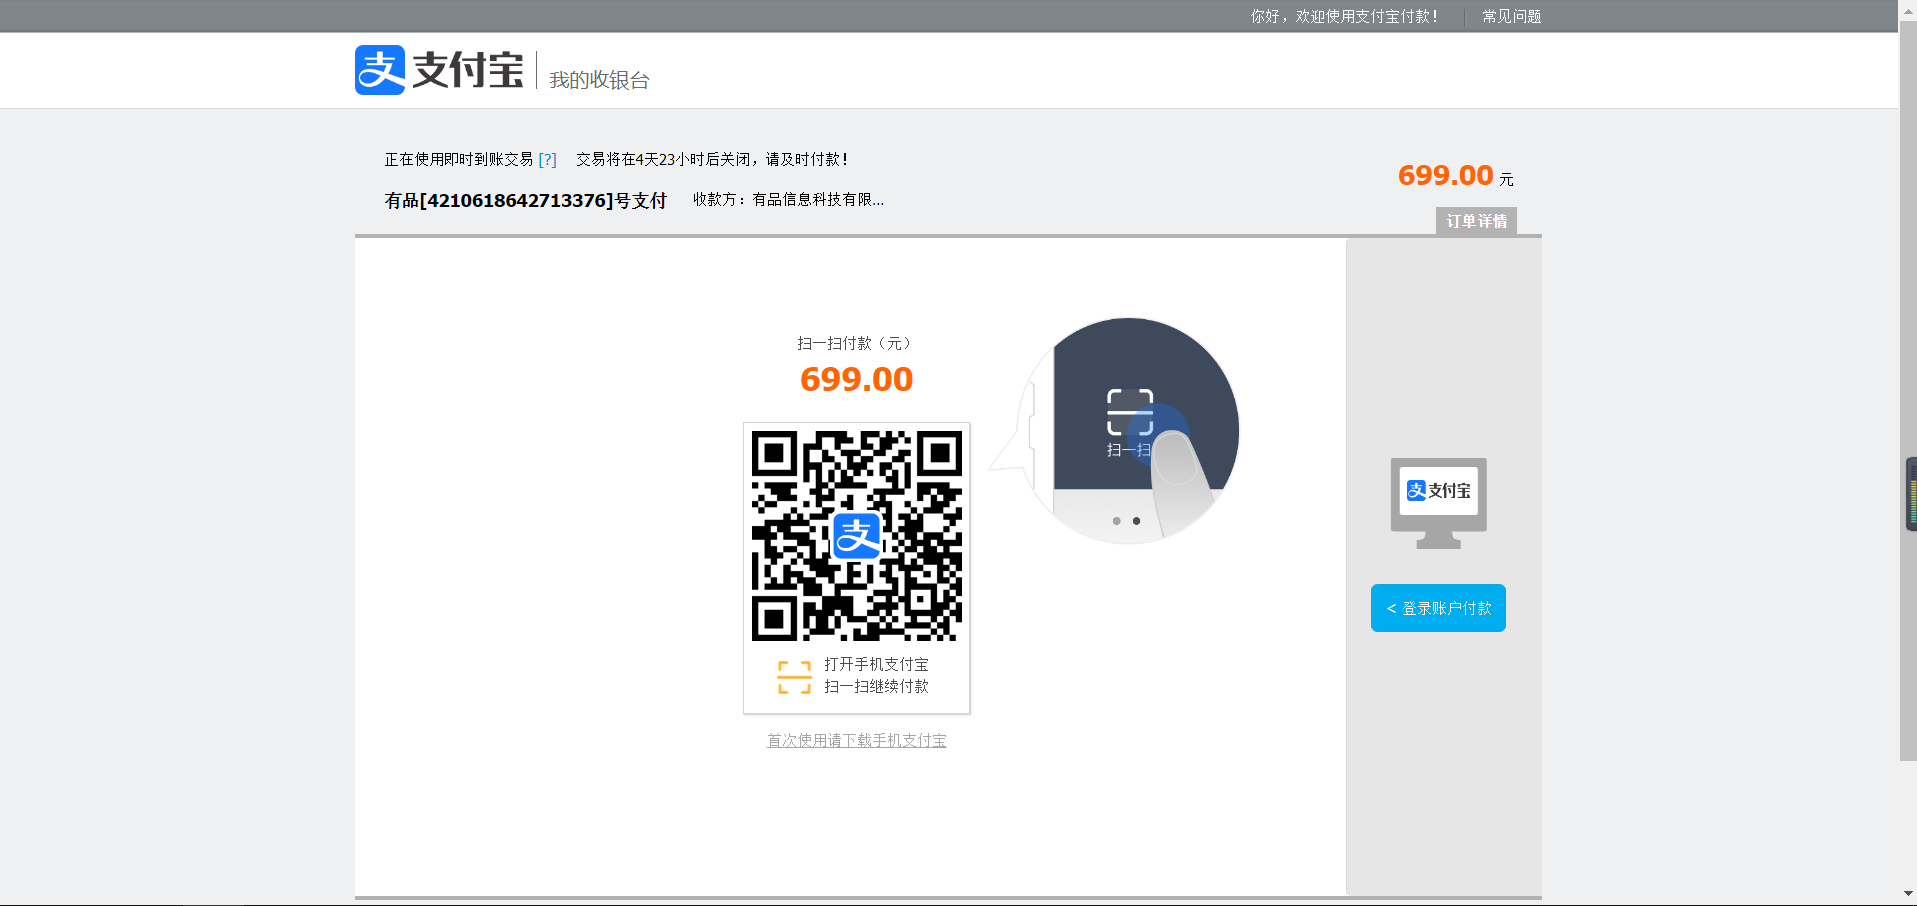 你好，欢迎使用支付宝付款！ 常见问题
支 支付宝 我的收银台
正在使用即时到账交易 [?] 交易将在4天23小时后关闭，请及时付款！
699.00 元
有品[4210618642713376]号支付 收款方：有品信息科技有限...
订单详情
扫一扫付款（元）
699.00
扫一扫
支
支 支付宝
< 登录账户付款
打开手机支付宝
扫一扫继续付款
首次使用请下载手机支付宝